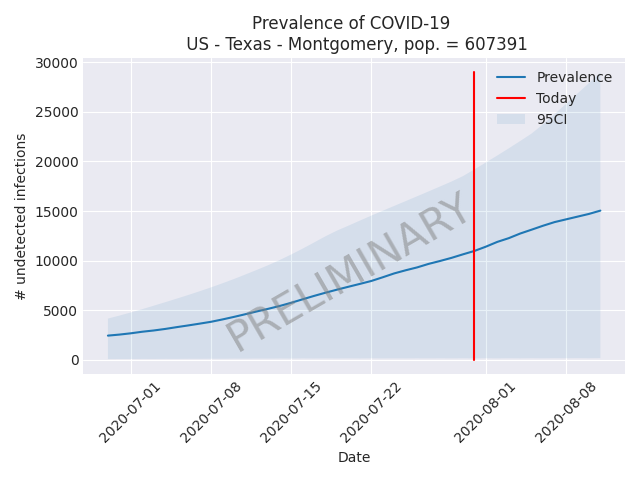 Prevalence of COVID-19
US - Texas - Montgomery, pop. = 607391
30000
25000
20000
15000
10000
5000
0
# undetected infections
Prevalence
Today
95CI
PRELIMINARY
2020-07-01
2020-07-08
2020-07-15
2020-07-22
2020-08-01
2020-08-08
Date